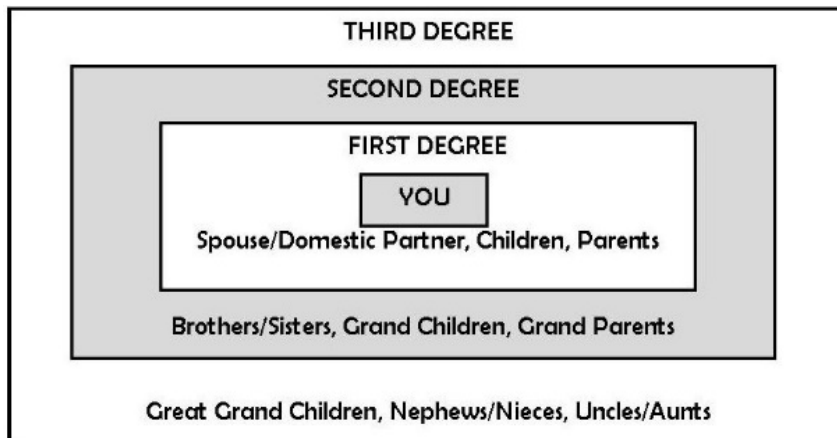 THIRD DEGREE
SECOND DEGREE
FIRST DEGREE
YOU
Spouse/Domestic Partner, Children, Parents
Brothers/Sisters, Grand Children, Grand Parents
Great Grand Children, Nephews/Nieces, Uncles/Aunts